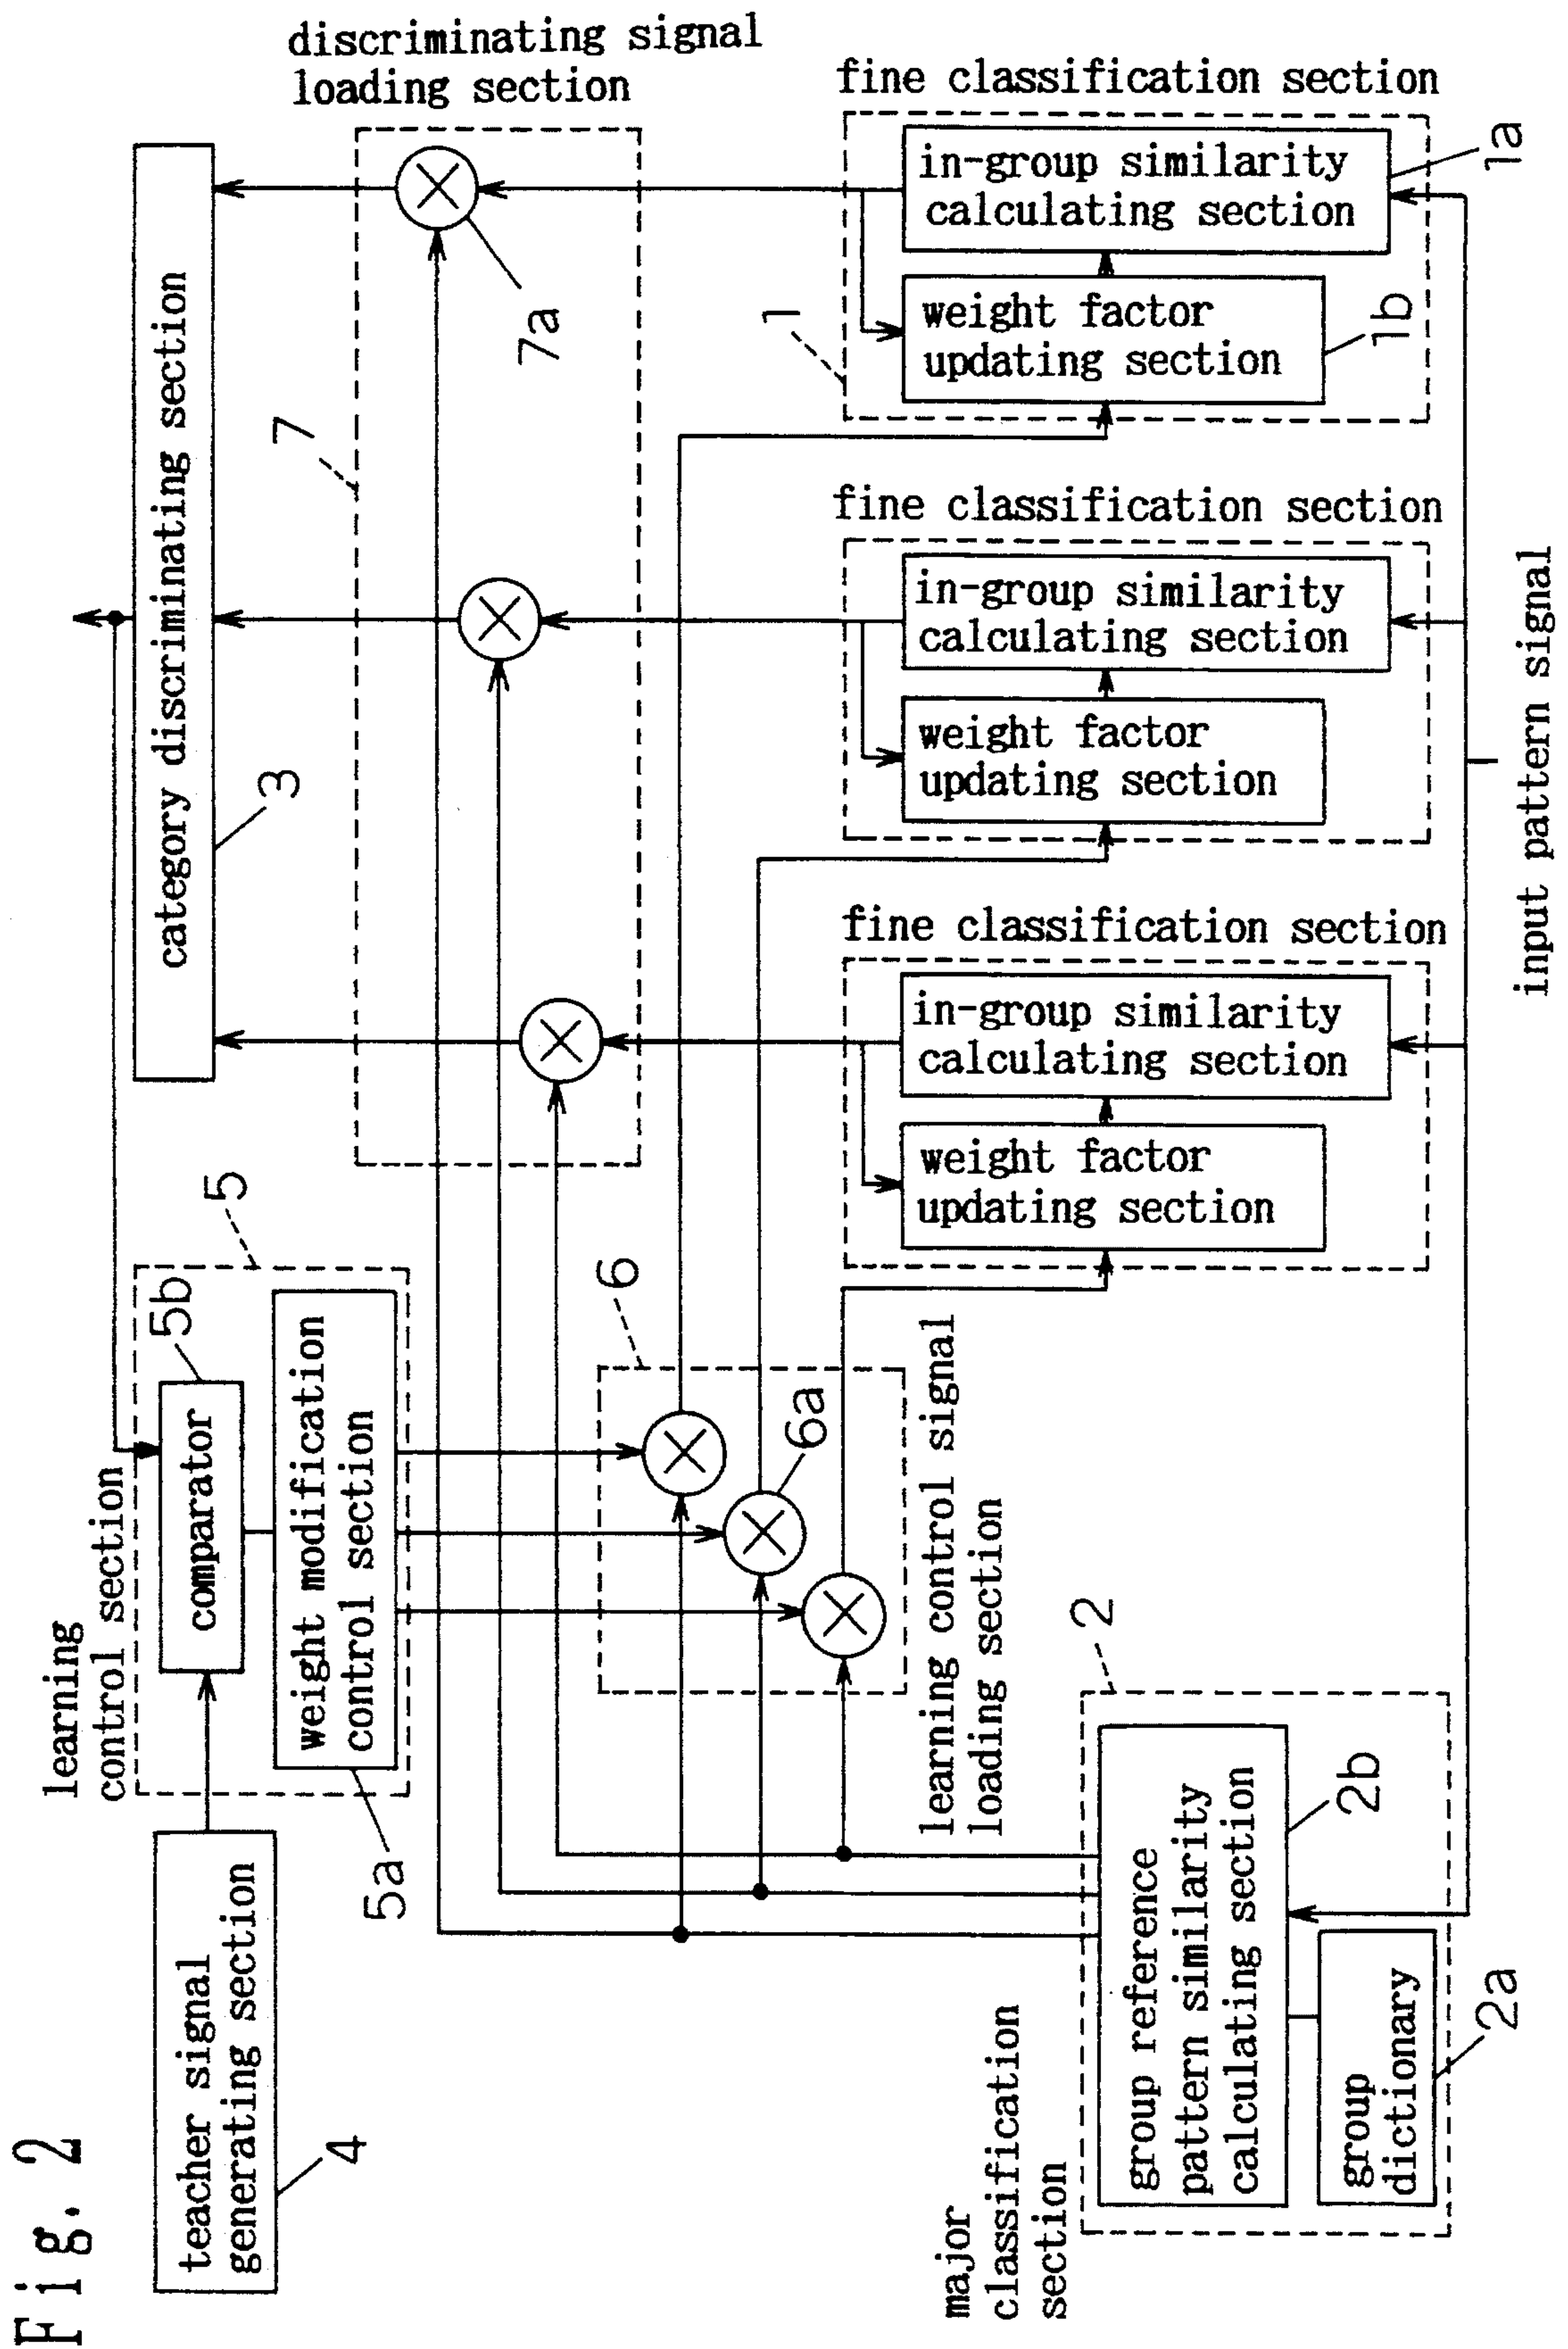 Fig. 2
discriminating signal
loading section
fine classification section
in-group similarity
calculating section
1a
weight factor
updating section
1b
1
7a
7
category discriminating section
3
fine classification section
in-group similarity
calculating section
weight factor
updating section
input pattern signal
fine classification section
in-group similarity
calculating section
weight factor
updating section
5
5b
learning
control section
comparator
weight modification
control section
5a
6
6a
learning control signal
loading section
teacher signal
generating section
4
2
major
classification
section
group reference
pattern similarity
calculating section
2b
group
dictionary
2a